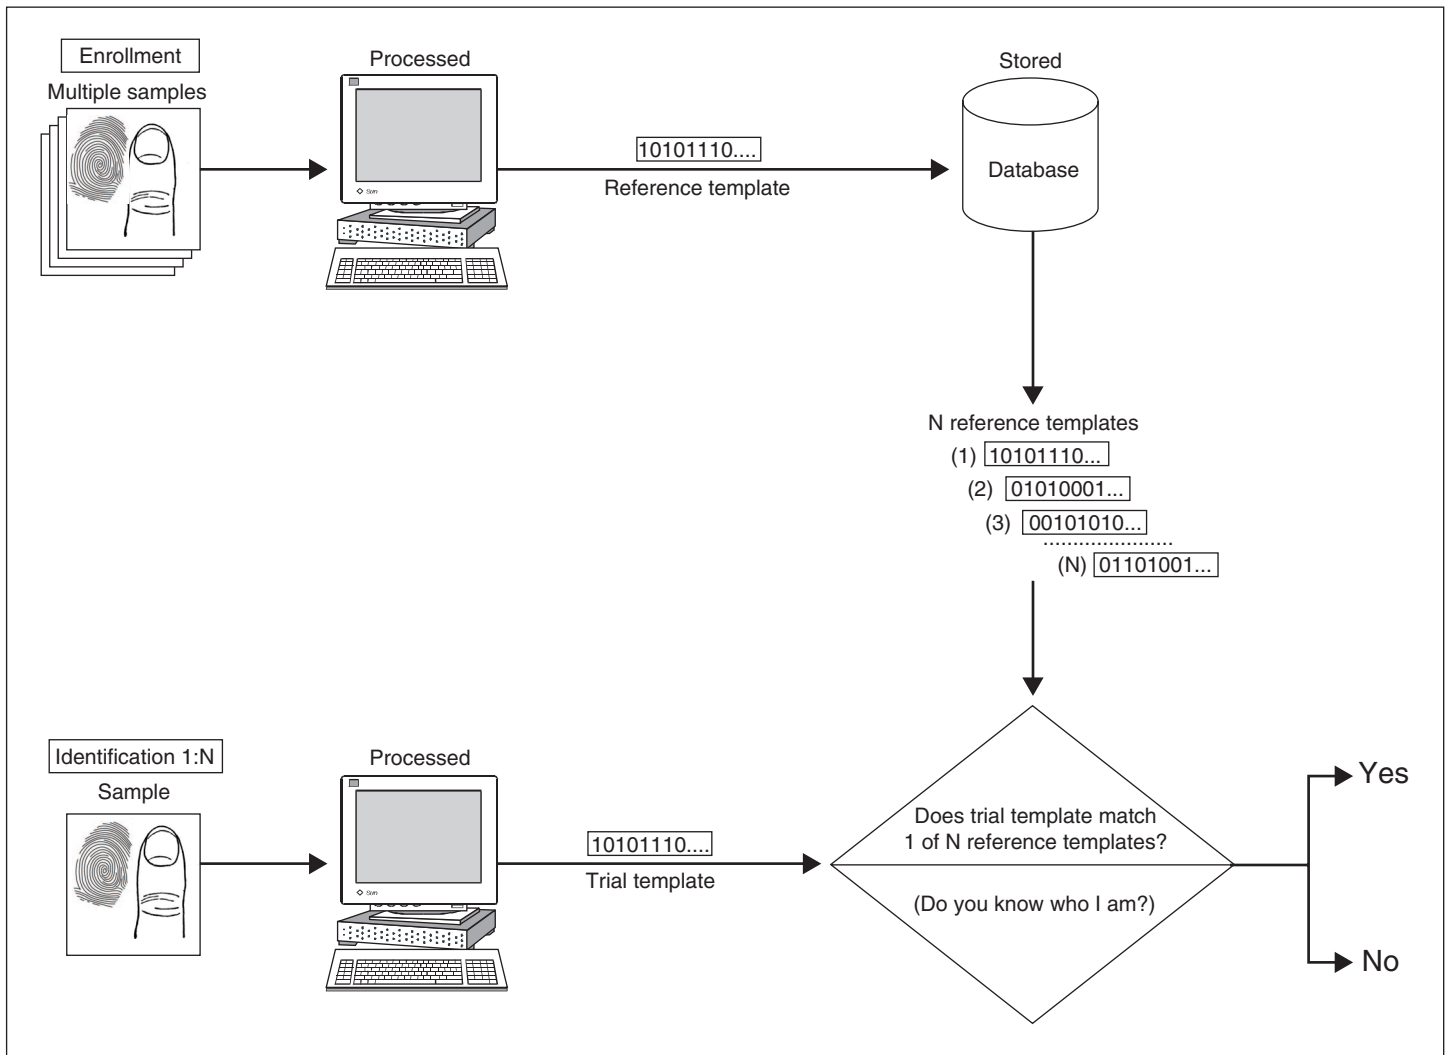 Enrollment
Multiple samples
Processed
Sun
10101110....
Reference template
Stored
Database
N reference templates
(1) 10101110...
(2) 01010001...
(3) 00101010...
......................
(N) 01101001...
Identification 1:N
Sample
Processed
Sun
10101110....
Trial template
Does trial template match
1 of N reference templates?
(Do you know who I am?)
Yes
No